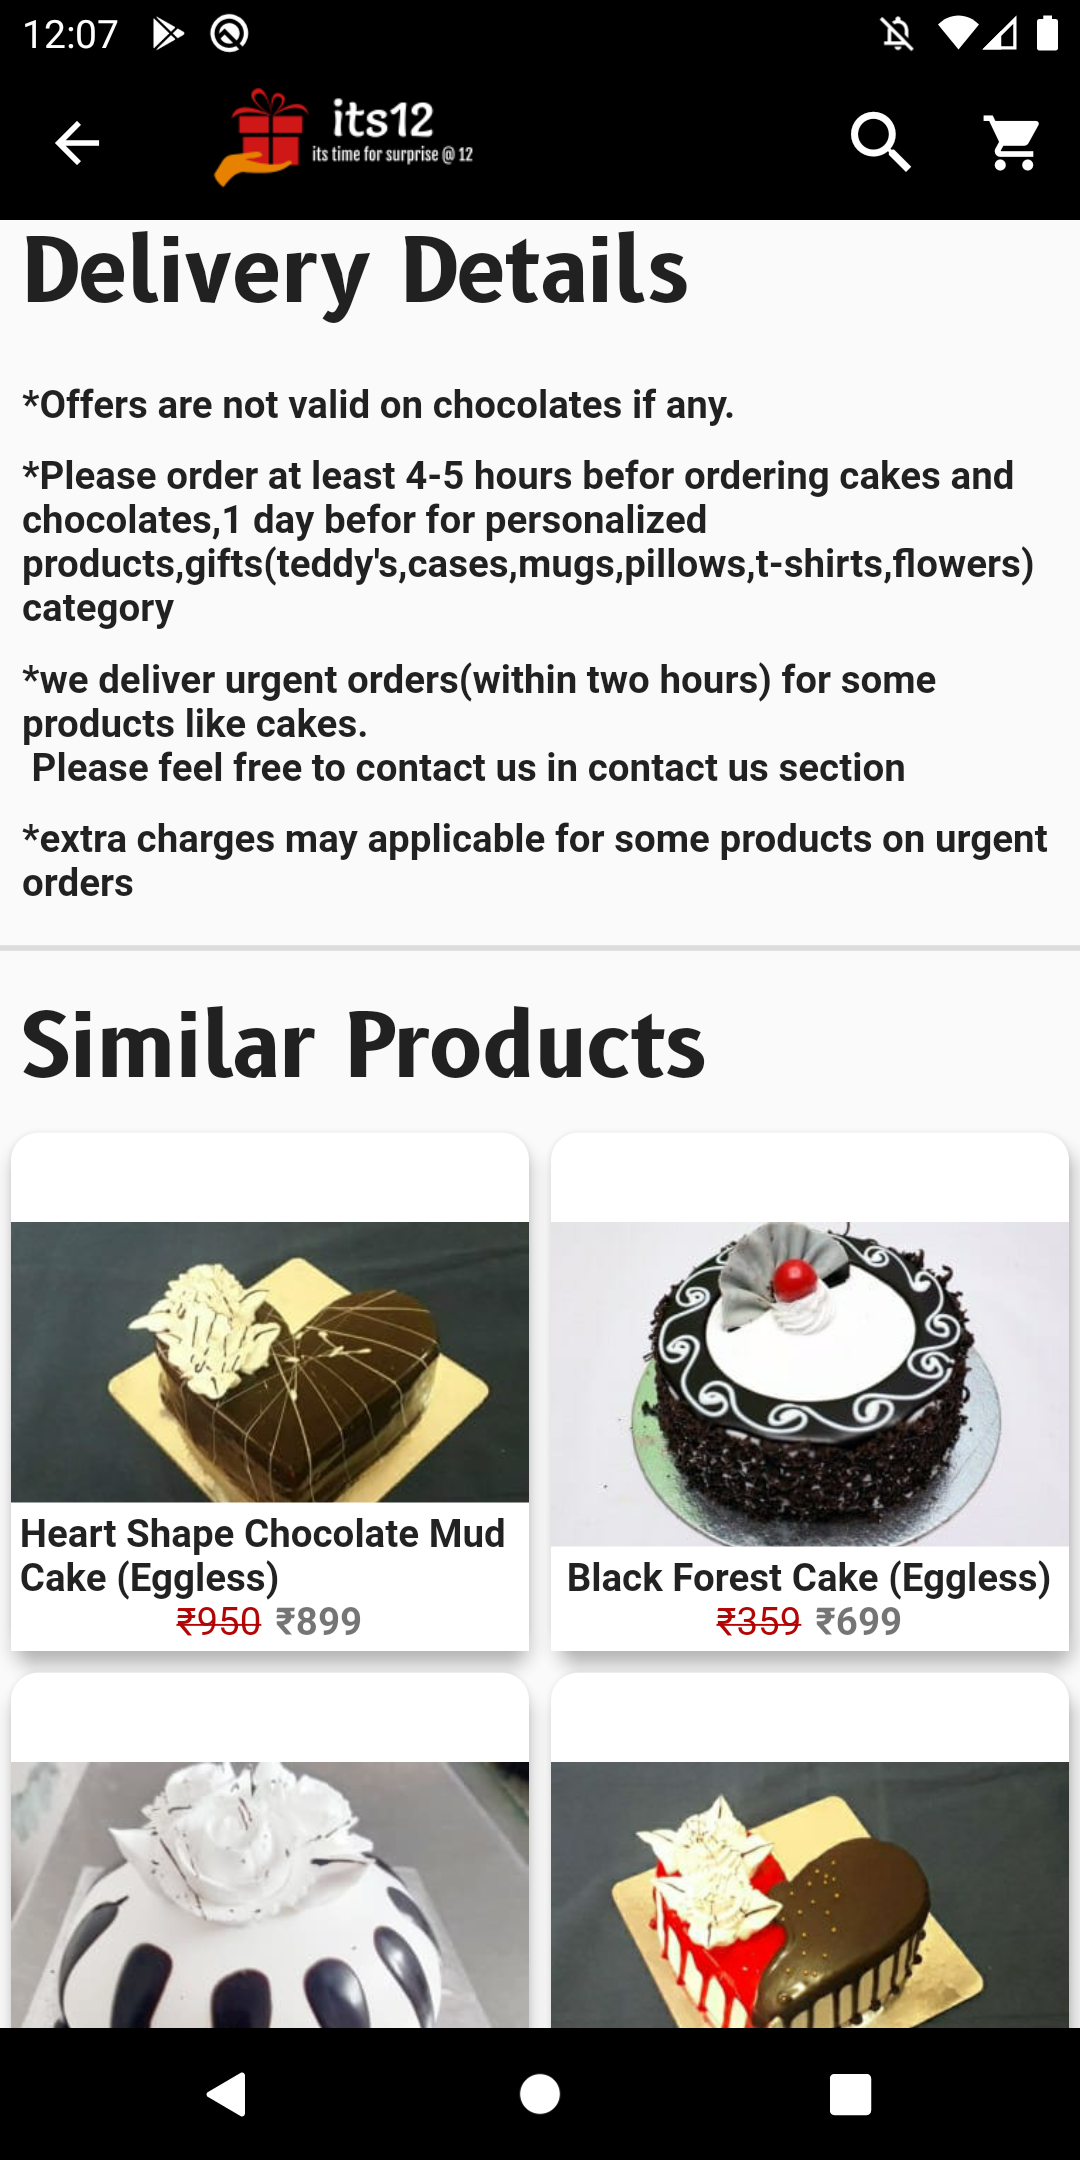 12:07
its12
its time for surprise @ 12
Delivery Details
*Offers are not valid on chocolates if any.
*Please order at least 4-5 hours befor ordering cakes and
chocolates,1 day befor for personalized
products,gifts(teddy's,cases,mugs,pillows,t-shirts,flowers)
category
*we deliver urgent orders(within two hours) for some
products like cakes.
Please feel free to contact us in contact us section
*extra charges may applicable for some products on urgent
orders
Similar Products
Heart Shape Chocolate Mud
Cake (Eggless)
₹950 ₹899
Black Forest Cake (Eggless)
₹359 ₹699